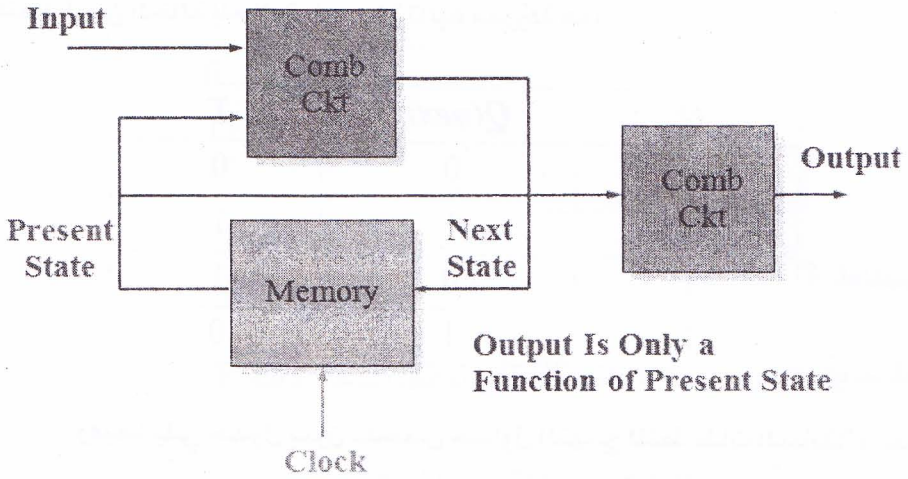 Input
Comb
Ckt
Comb
Ckt
Output
Present
State
Next
State
Memory
Output Is Only a
Function of Present State
Clock